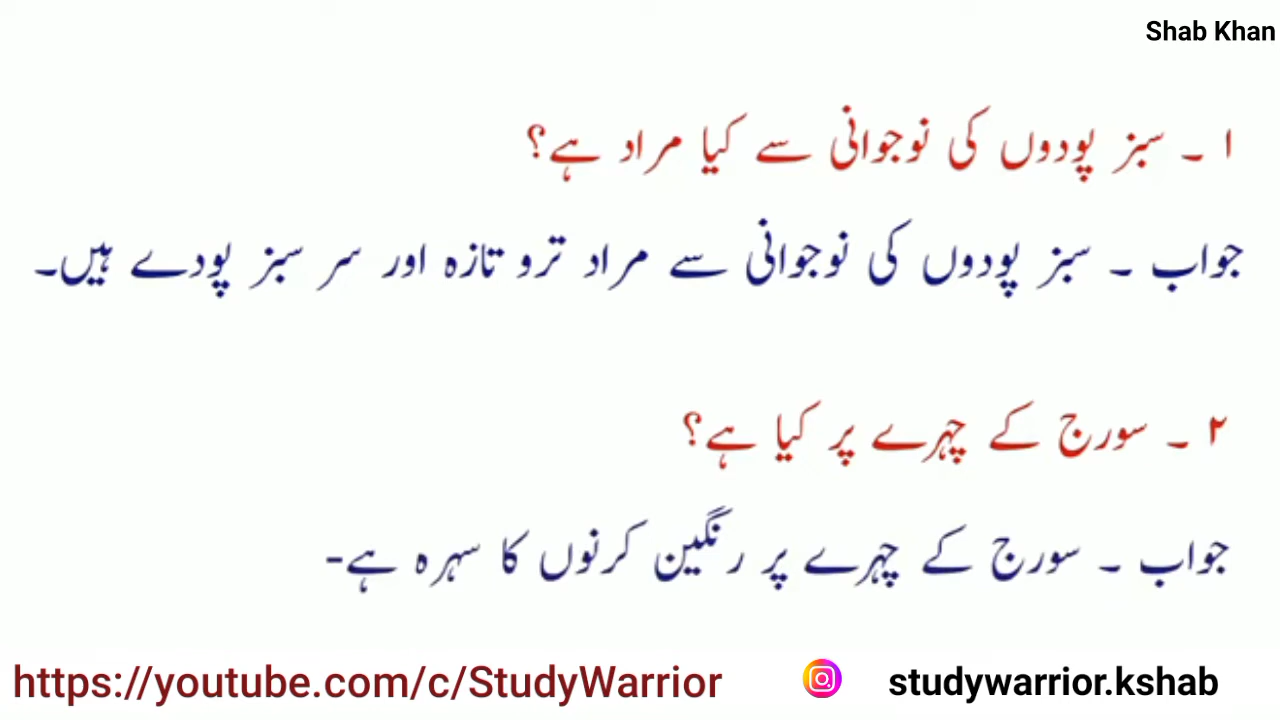 Shab Khan
۱ ۔ سبز پودوں کی نوجوانی سے کیا مراد ہے؟
جواب ۔ سبز پودوں کی نوجوانی سے مراد ترو تازہ اور سر سبز پودے ہیں۔
۲ ۔ سورج کے چہرے پر کیا ہے؟
جواب ۔ سورج کے چہرے پر رنگین کرنوں کا سہرہ ہے-
https://youtube.com/c/StudyWarrior
studywarrior.kshab